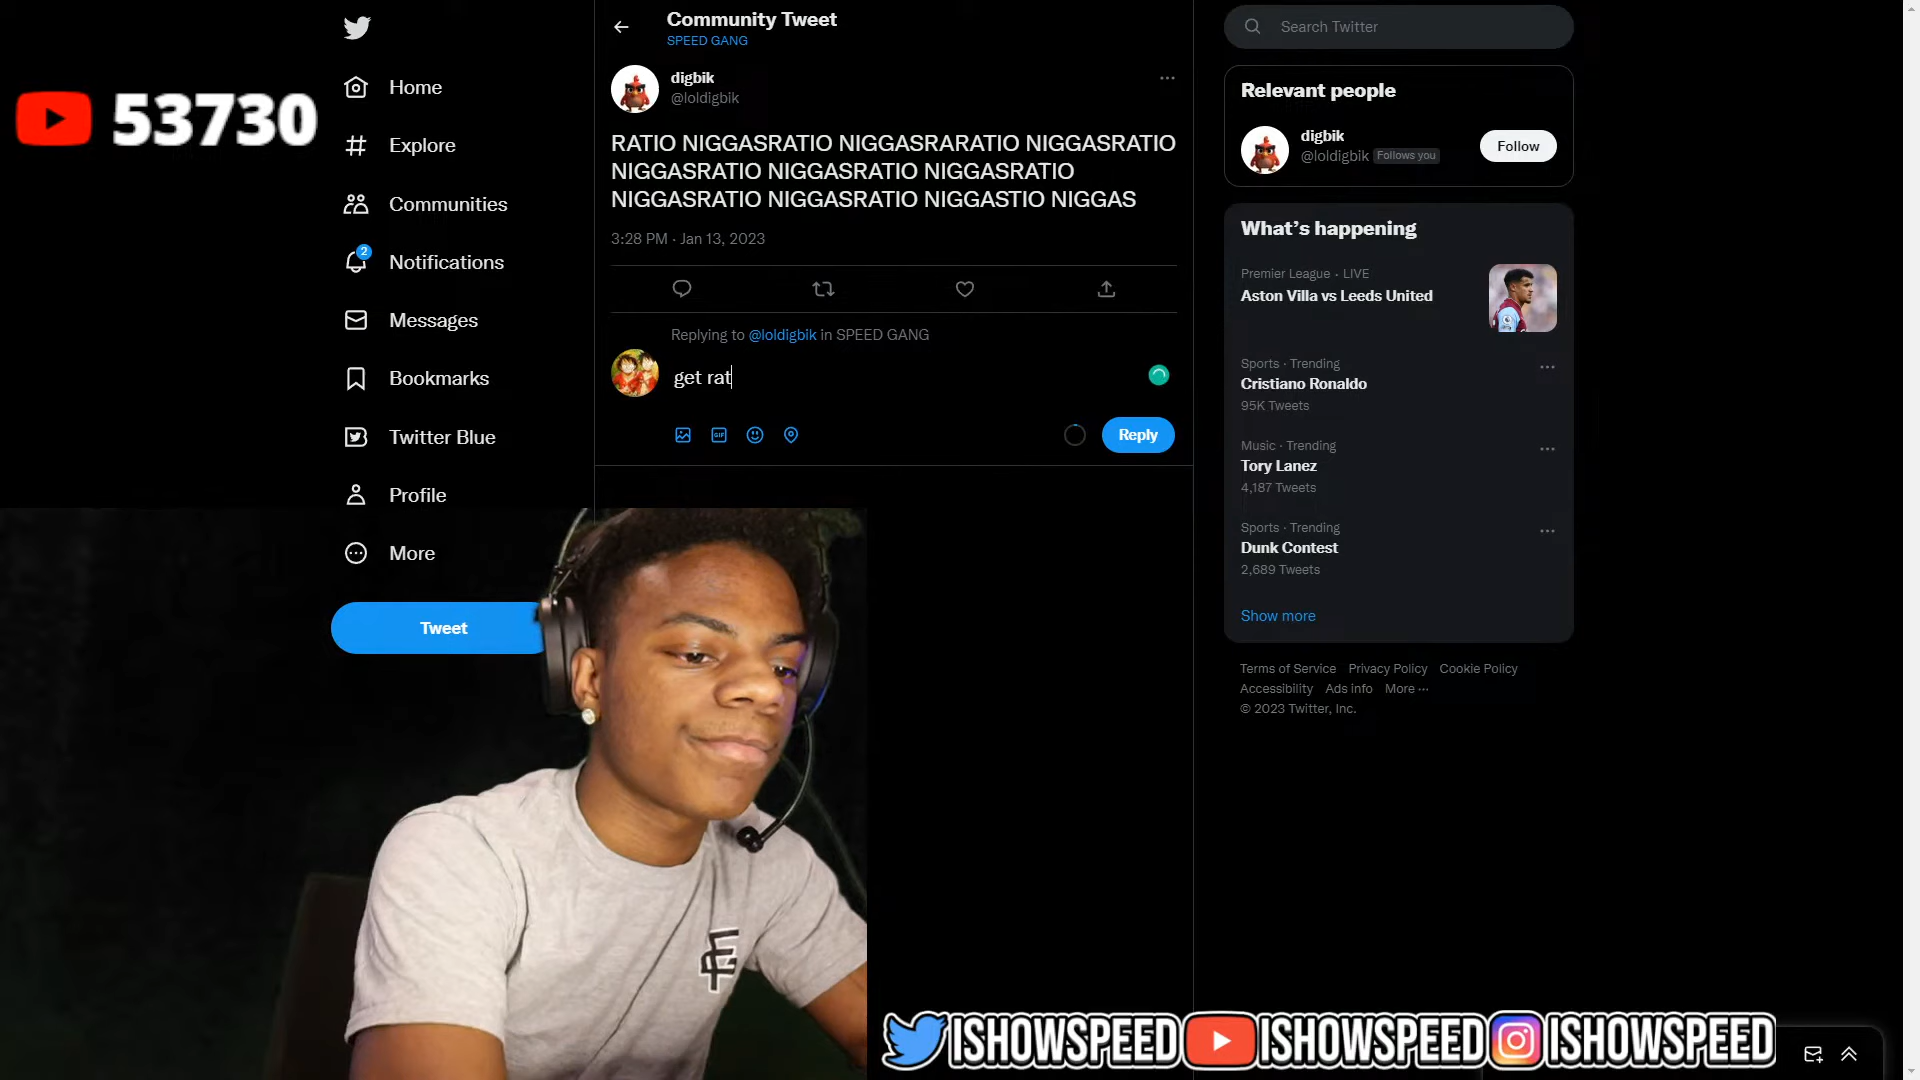 53730
Home
Explore
Communities
2
Notifications
Messages
Bookmarks
Twitter Blue
Profile
More
Tweet
Community Tweet
SPEED GANG
digbik
@loldigbik
RATIO NIGGASRATIO NIGGASRARATIO NIGGASRATIO
NIGGASRATIO NIGGASRATIO NIGGASRATIO
NIGGASRATIO NIGGASRATIO NIGGASTIO NIGGAS
3:28 PM · Jan 13, 2023
Replying to @loldigbik in SPEED GANG
get rat
GIF
Reply
Search Twitter
Relevant people
digbik
@loldigbik Follows you
Follow
What’s happening
Premier League · LIVE
Aston Villa vs Leeds United
Sports · Trending
Cristiano Ronaldo
95K Tweets
Music · Trending
Tory Lanez
4,187 Tweets
Sports · Trending
Dunk Contest
2,689 Tweets
Show more
Terms of Service Privacy Policy Cookie Policy
Accessibility Ads info More ···
© 2023 Twitter, Inc.
ISHOWSPEED ISHOWSPEED ISHOWSPEED